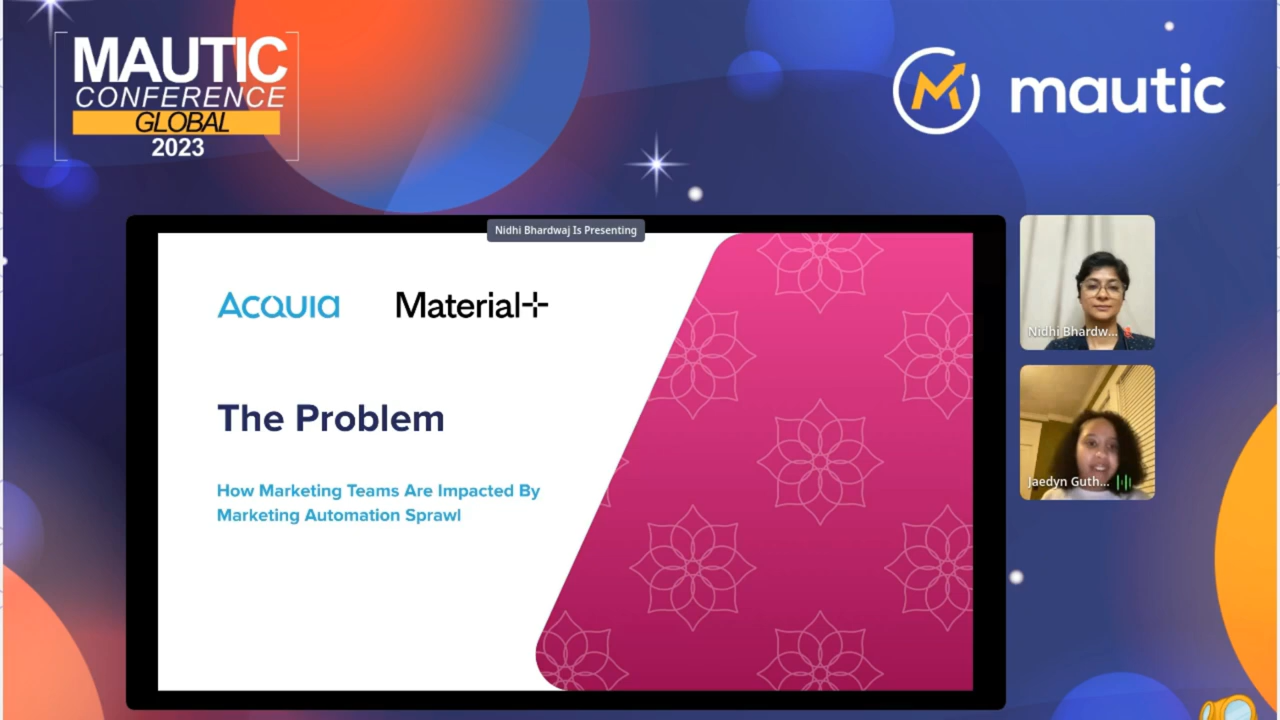 MAUTIC
CONFERENCE
GLOBAL
2023
mautic
Nidhi Bhardwaj Is Presenting
Acquia
Material+
The Problem
How Marketing Teams Are Impacted By
Marketing Automation Sprawl
Nidhi Bhardw...
Jaedyn Guth...